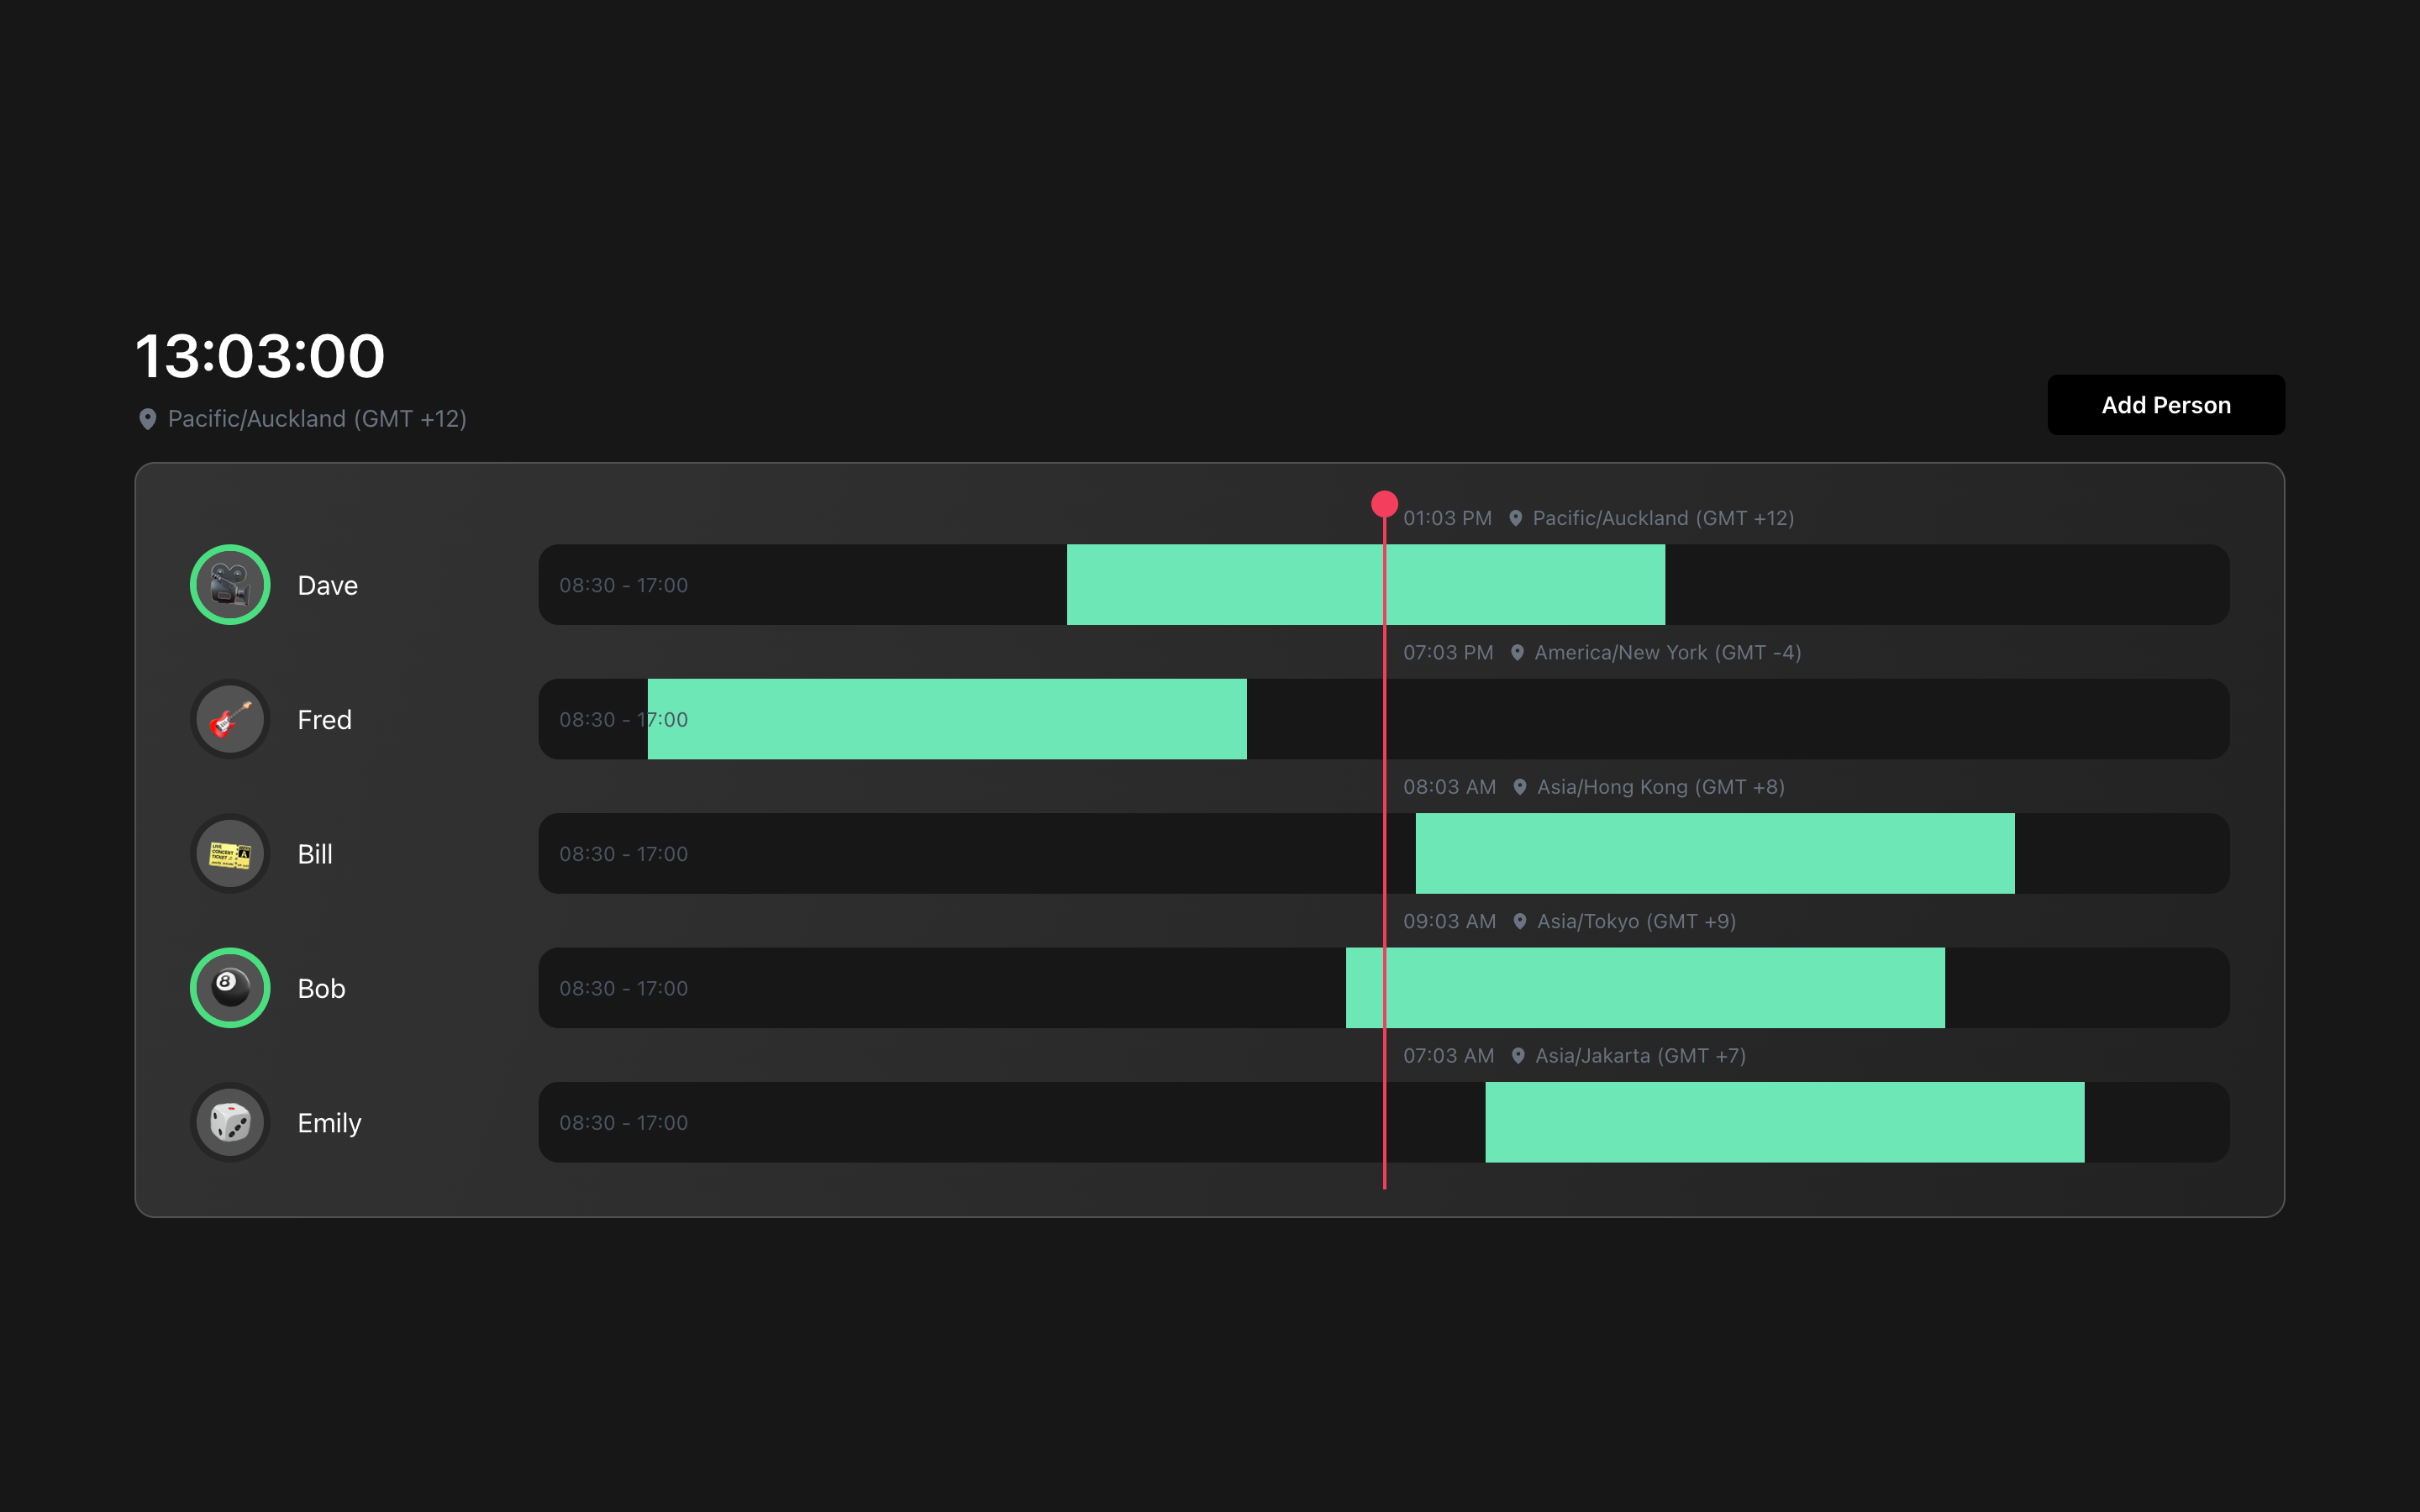 13:03:00
Pacific/Auckland (GMT +12)
Add Person
01:03 PM Pacific/Auckland (GMT +12)
Dave
08:30 - 17:00
07:03 PM America/New York (GMT -4)
Fred
08:30 - 17:00
08:03 AM Asia/Hong Kong (GMT +8)
Bill
08:30 - 17:00
09:03 AM Asia/Tokyo (GMT +9)
8
Bob
08:30 - 17:00
07:03 AM Asia/Jakarta (GMT +7)
Emily
08:30 - 17:00